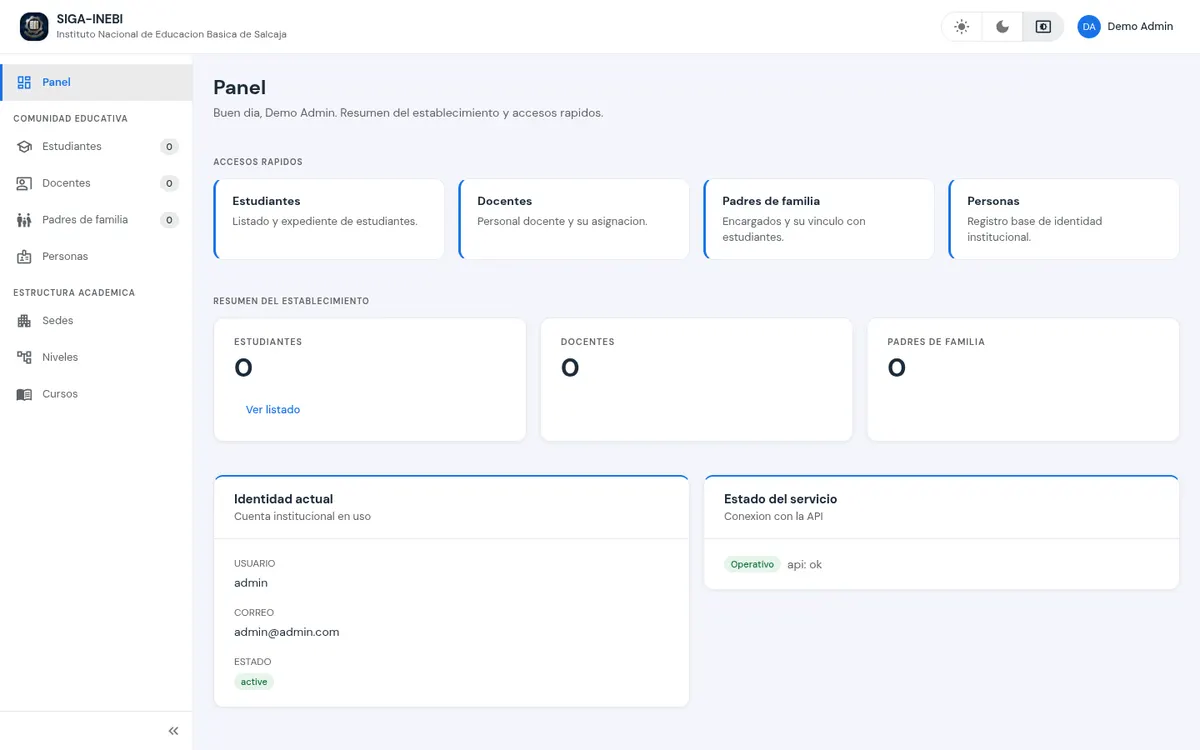 SIGA-INEBI
Instituto Nacional de Educacion Basica de Salcaja
DA
Demo Admin
Panel
COMUNIDAD EDUCATIVA
Estudiantes 0
Docentes 0
Padres de familia 0
Personas
ESTRUCTURA ACADEMICA
Sedes
Niveles
Cursos
Panel
Buen dia, Demo Admin. Resumen del establecimiento y accesos rapidos.
ACCESOS RAPIDOS
Estudiantes
Listado y expediente de estudiantes.
Docentes
Personal docente y su asignacion.
Padres de familia
Encargados y su vinculo con
estudiantes.
Personas
Registro base de identidad
institucional.
RESUMEN DEL ESTABLECIMIENTO
ESTUDIANTES
0
Ver listado
DOCENTES
0
PADRES DE FAMILIA
0
Identidad actual
Cuenta institucional en uso
USUARIO
admin
CORREO
admin@admin.com
ESTADO
active
Estado del servicio
Conexion con la API
Operativo api: ok